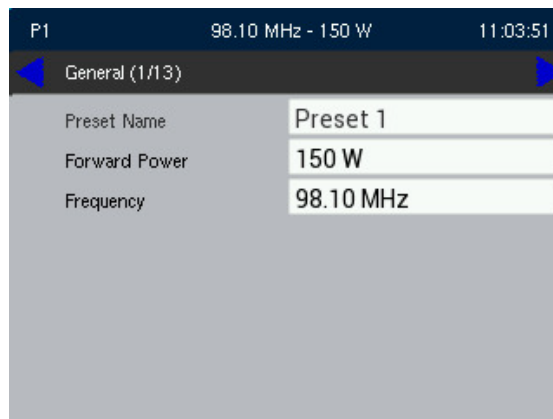 P1 98.10 MHz - 150 W 11:03:51
General (1/13)
Preset Name Preset 1
Forward Power 150 W
Frequency 98.10 MHz